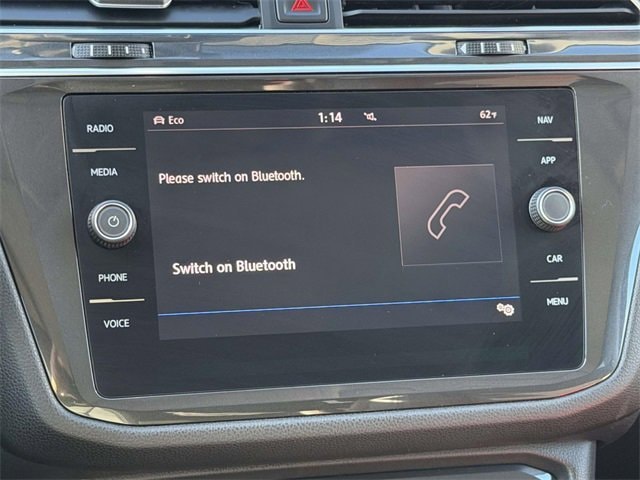 Eco 1:14 62°F
RADIO
MEDIA
PHONE
VOICE
Please switch on Bluetooth.
Switch on Bluetooth
NAV
APP
CAR
MENU